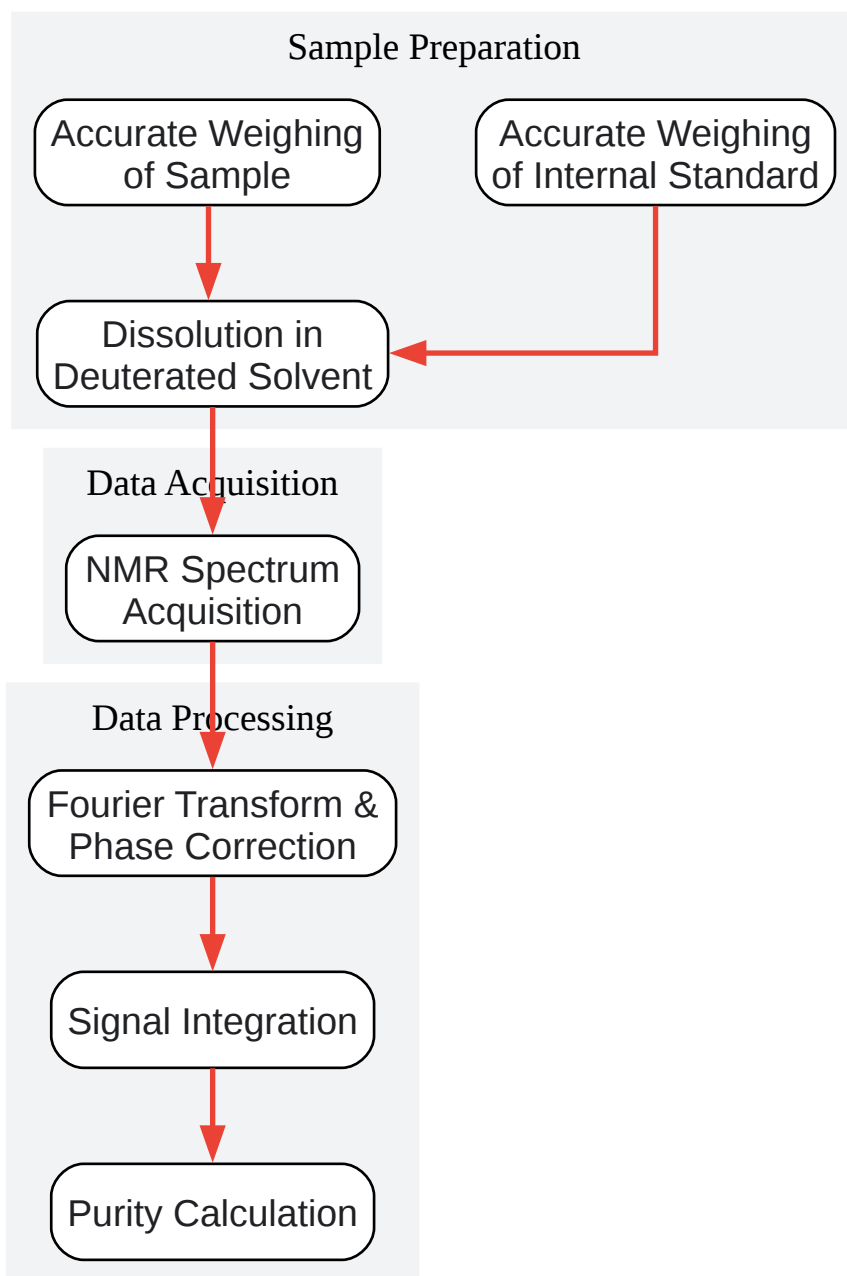 Sample Preparation
Accurate Weighing
of Sample
Accurate Weighing
of Internal Standard
Dissolution in
Deuterated Solvent
Data Acquisition
NMR Spectrum
Acquisition
Data Processing
Fourier Transform &
Phase Correction
Signal Integration
Purity Calculation